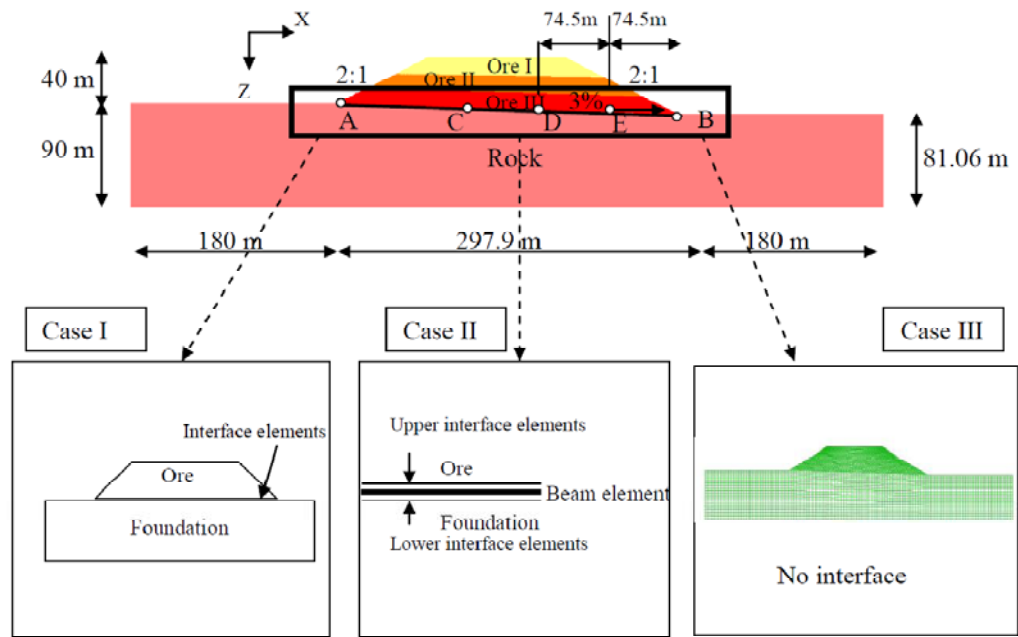 X
Z
74.5m 74.5m
40 m
2:1
Ore I
Ore II
2:1
Ore III
3%
A
C
D
E
B
90 m
Rock
81.06 m
180 m
297.9 m
180 m
Case I
Case II
Case III
Interface elements
Ore
Foundation
Upper interface elements
Ore
Beam element
Foundation
Lower interface elements
No interface